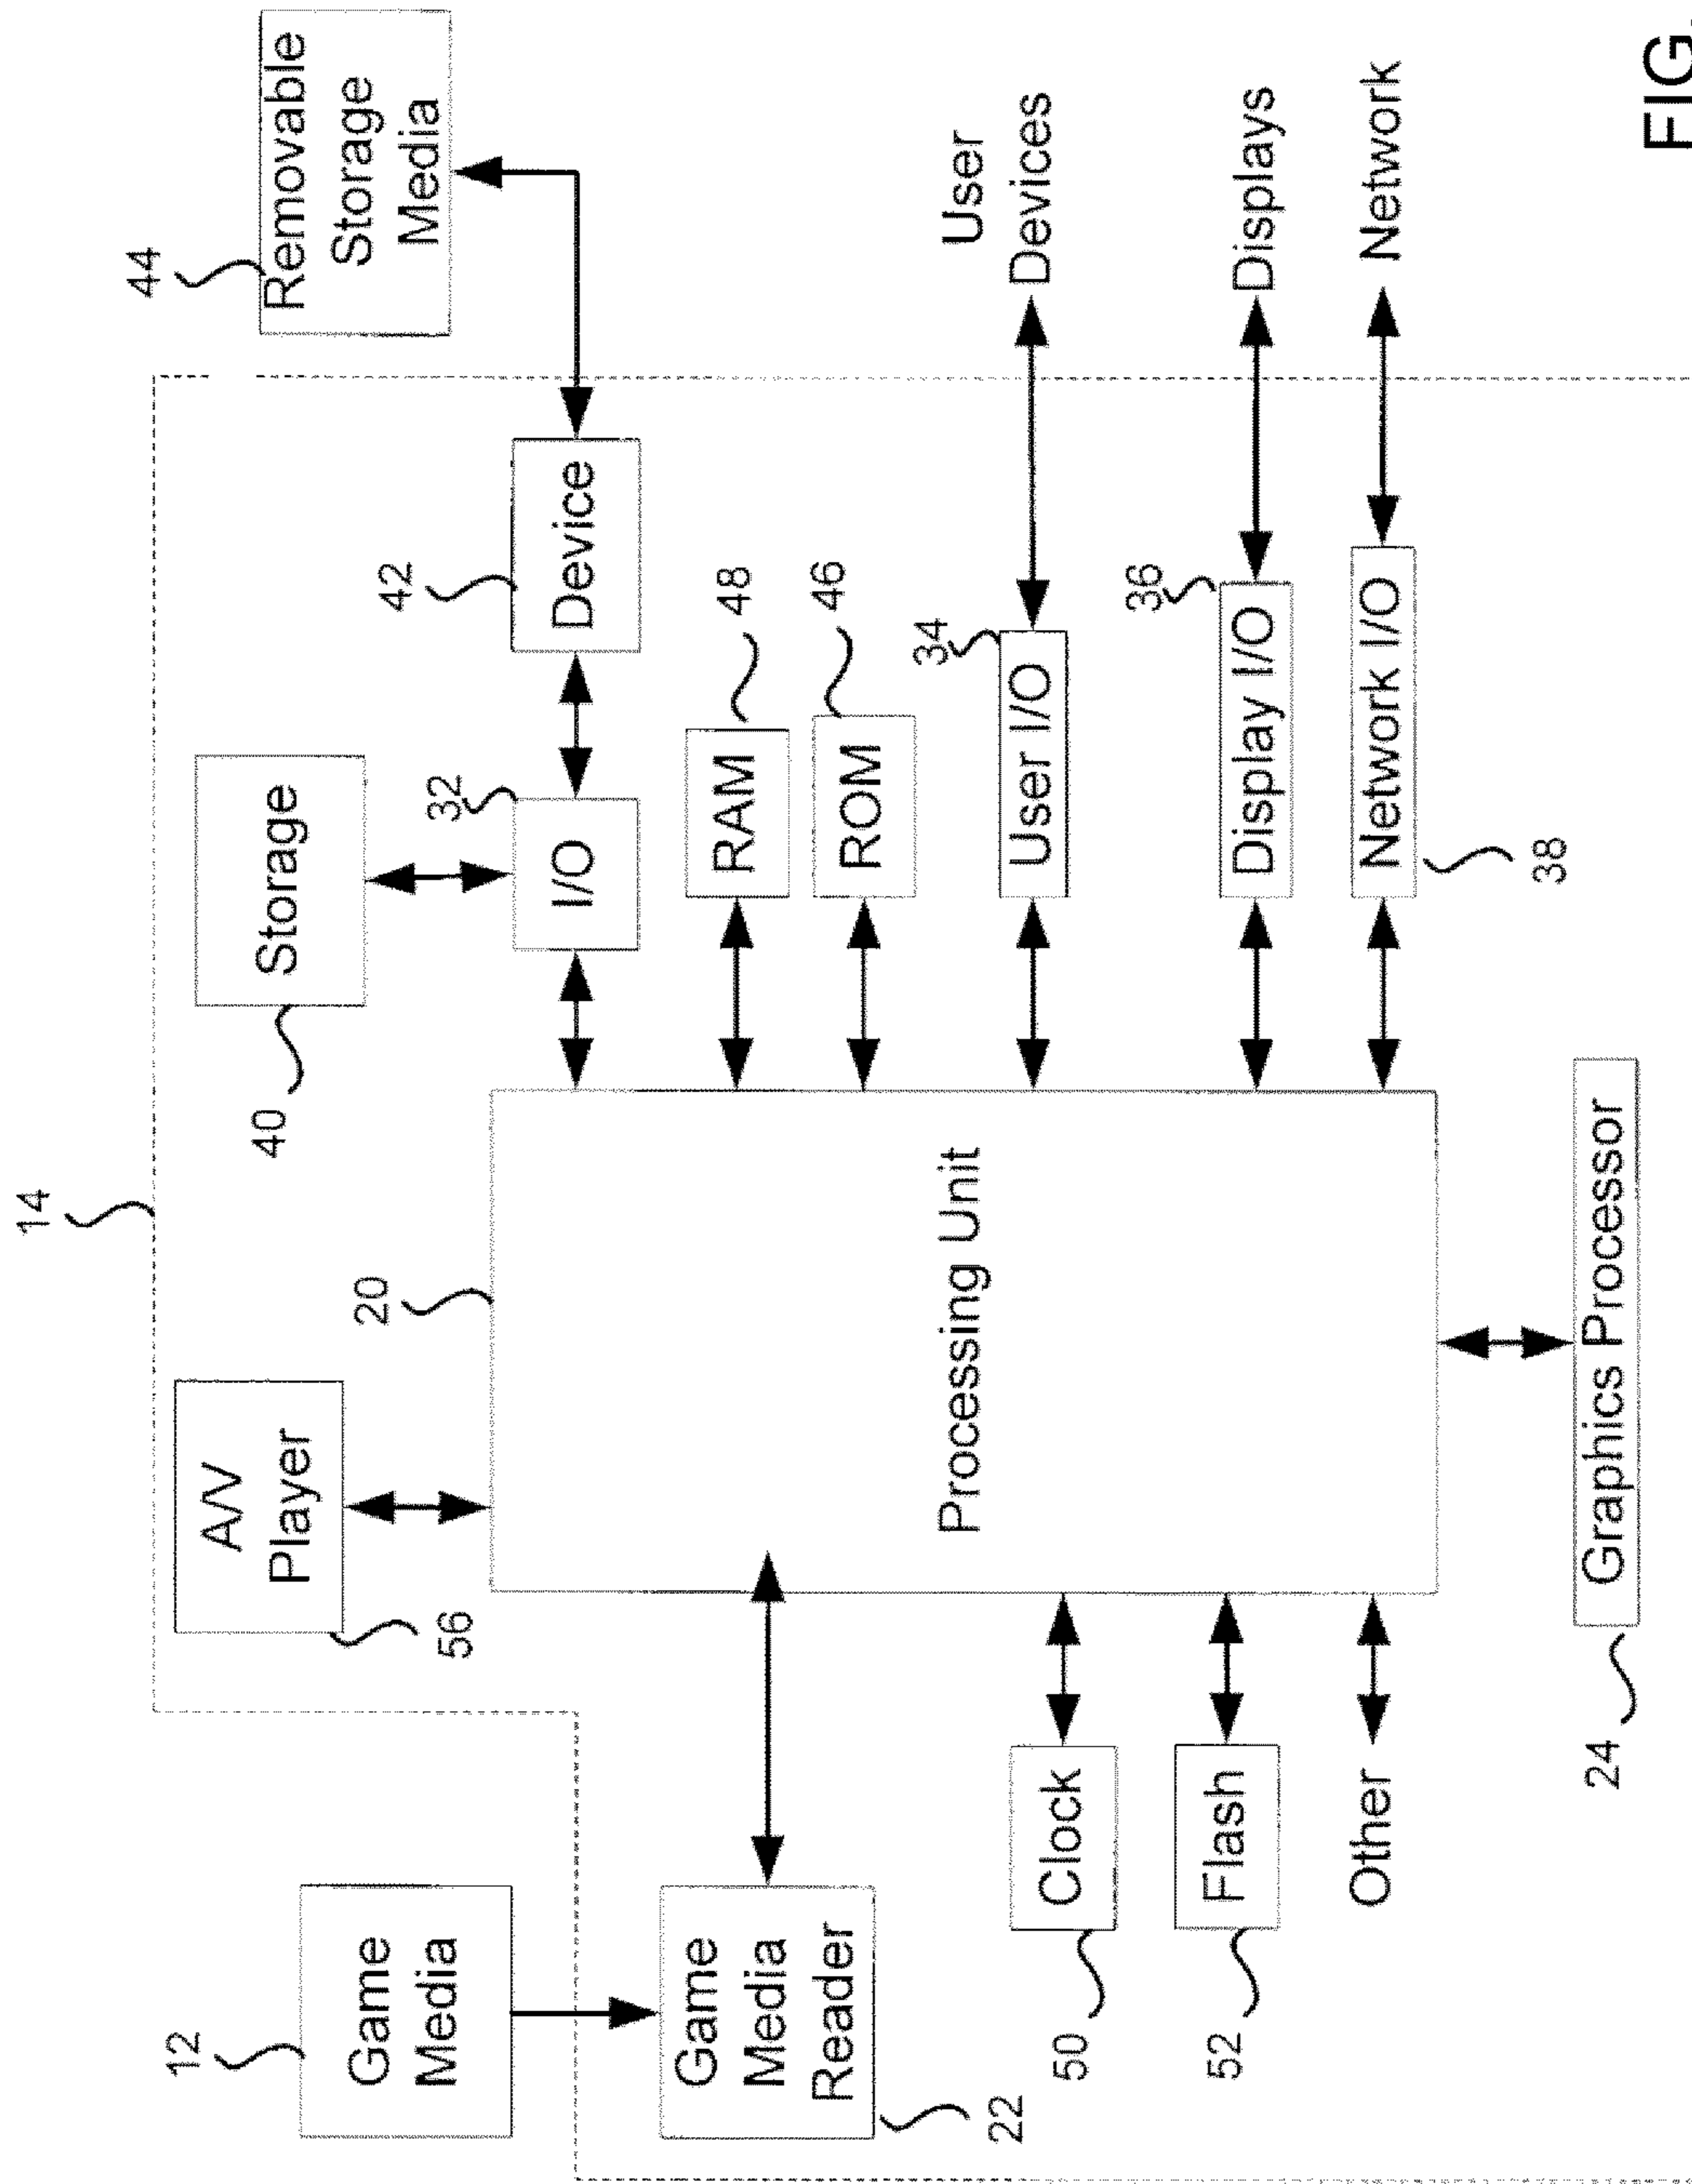 14
12
Game
Media
A/V
Player
56
20
40
Storage
44
Removable
Storage
Media
32
I/O
42
Device
Game
Media
Reader
22
RAM
48
ROM
46
Processing Unit
Clock
50
User I/O
34
User
Devices
Flash
52
Display I/O
36
Displays
Other
Network I/O
38
Network
Graphics Processor
24
FIG.